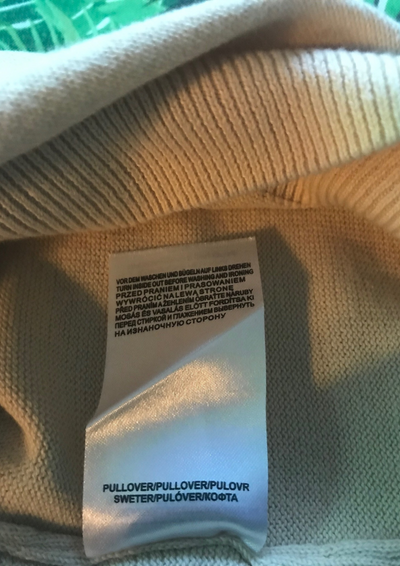 VOR DEM WASCHEN UND BÜGELN AUF LINKS DREHEN
TURN INSIDE OUT BEFORE WASHING AND IRONING
PRZED PRANIEM I PRASOWANIEM
WYWRÓCIĆ NA LEWĄ STRONĘ
PŘED PRANÍM A ŽEHLENÍM OBRAŤTE NARUBY
MOSÁS ÉS VASALÁS ELŐTT FORDÍTSA KI
ПЕРЕД СТИРКОЙ И ГЛАЖЕНИЕМ ВЫВЕРНУТЬ
НА ИЗНАНОЧНУЮ СТОРОНУ
PULLOVER/PULLOVER/PULOVR
SWETER/PULÓVER/КОФТА